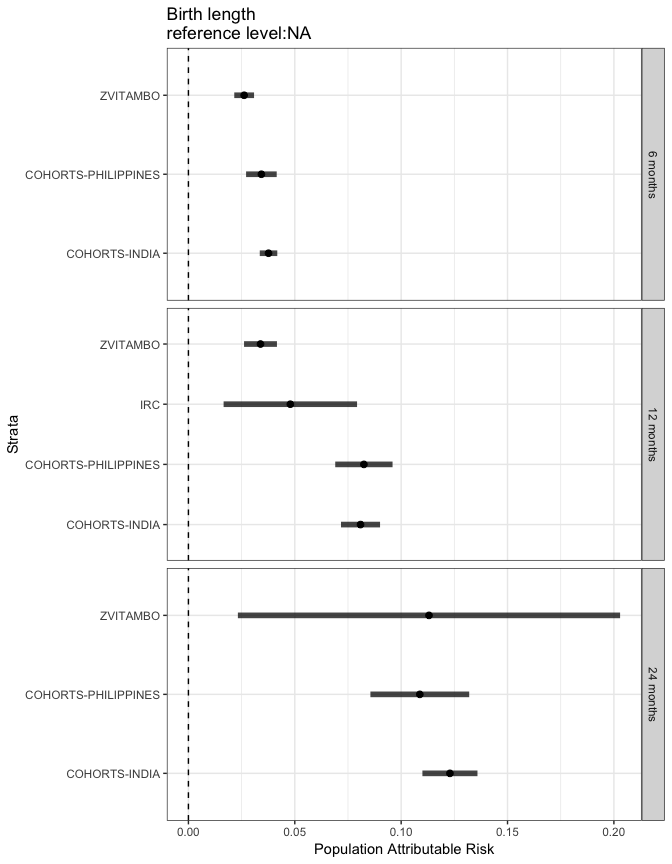 Birth length
reference level:NA
ZVITAMBO
COHORTS-PHILIPPINES
COHORTS-INDIA
6 months
ZVITAMBO
IRC
COHORTS-PHILIPPINES
COHORTS-INDIA
12 months
Strata
ZVITAMBO
COHORTS-PHILIPPINES
COHORTS-INDIA
24 months
0.00 0.05 0.10 0.15 0.20
Population Attributable Risk